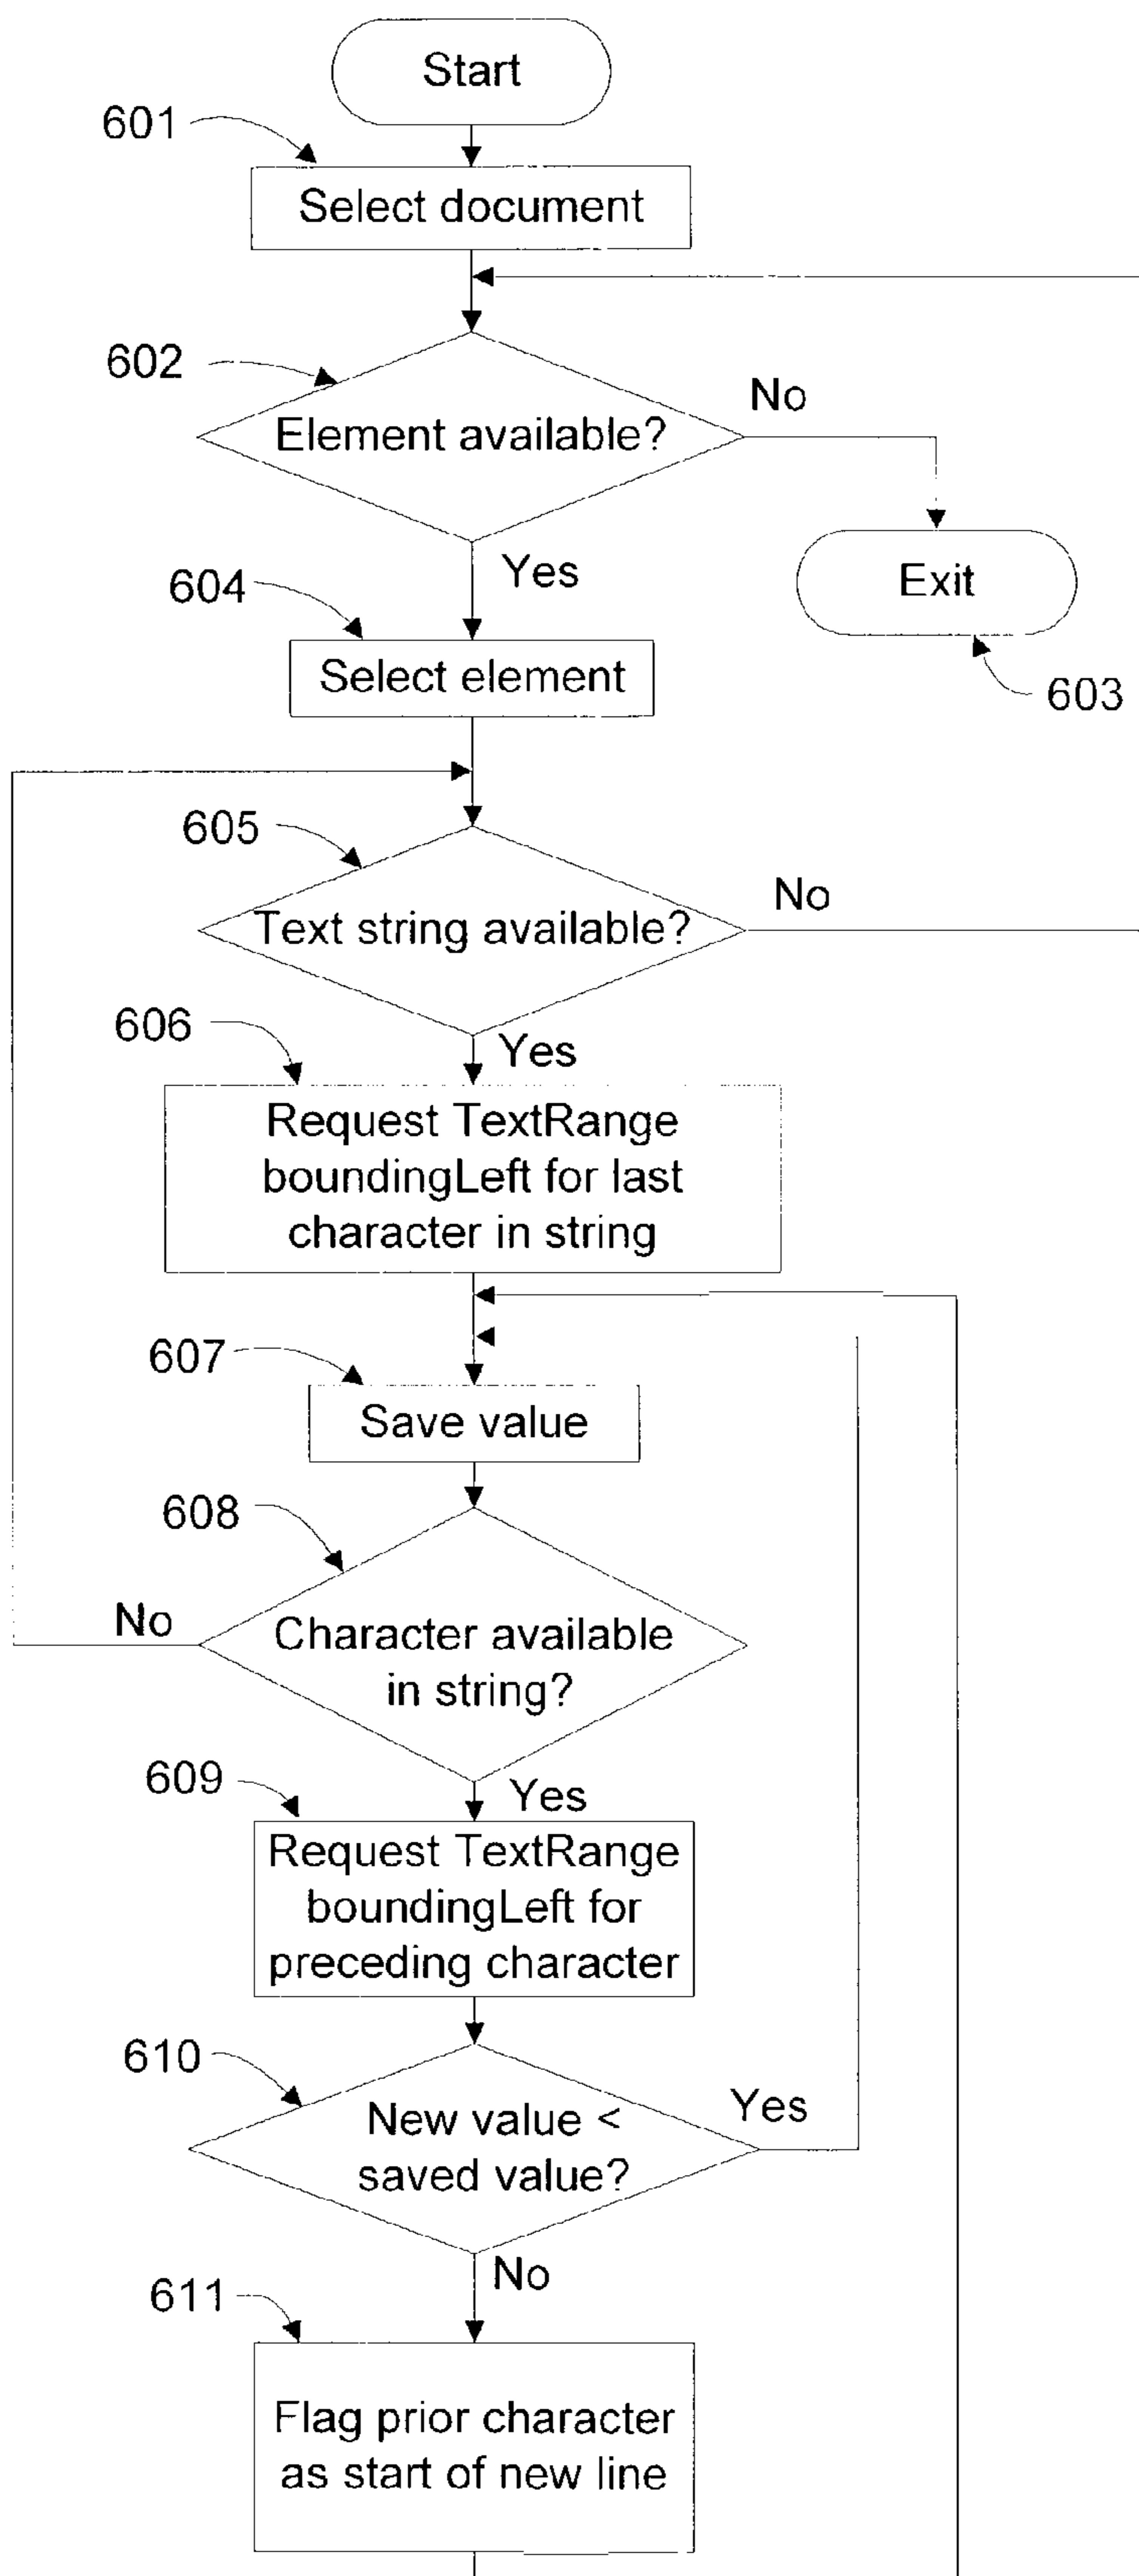 Start
601
Select document
602
Element available?
No
Yes
604
Exit
Select element
603
605
Text string available?
No
606
Yes
Request TextRange
boundingLeft for last
character in string
607
Save value
608
No
Character available
in string?
609
Yes
Request TextRange
boundingLeft for
preceding character
610
New value <
saved value?
Yes
No
611
Flag prior character
as start of new line